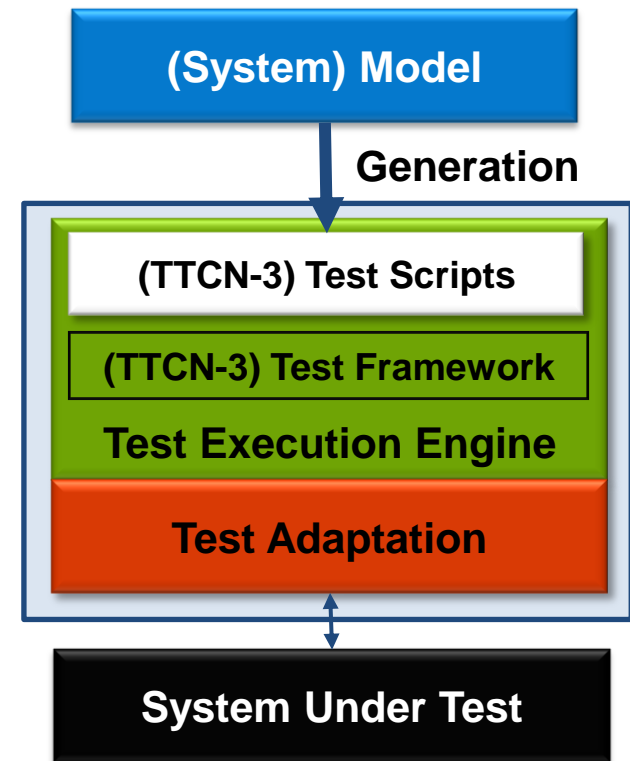 (System) Model
Generation
(TTCN-3) Test Scripts
(TTCN-3) Test Framework
Test Execution Engine
Test Adaptation
System Under Test